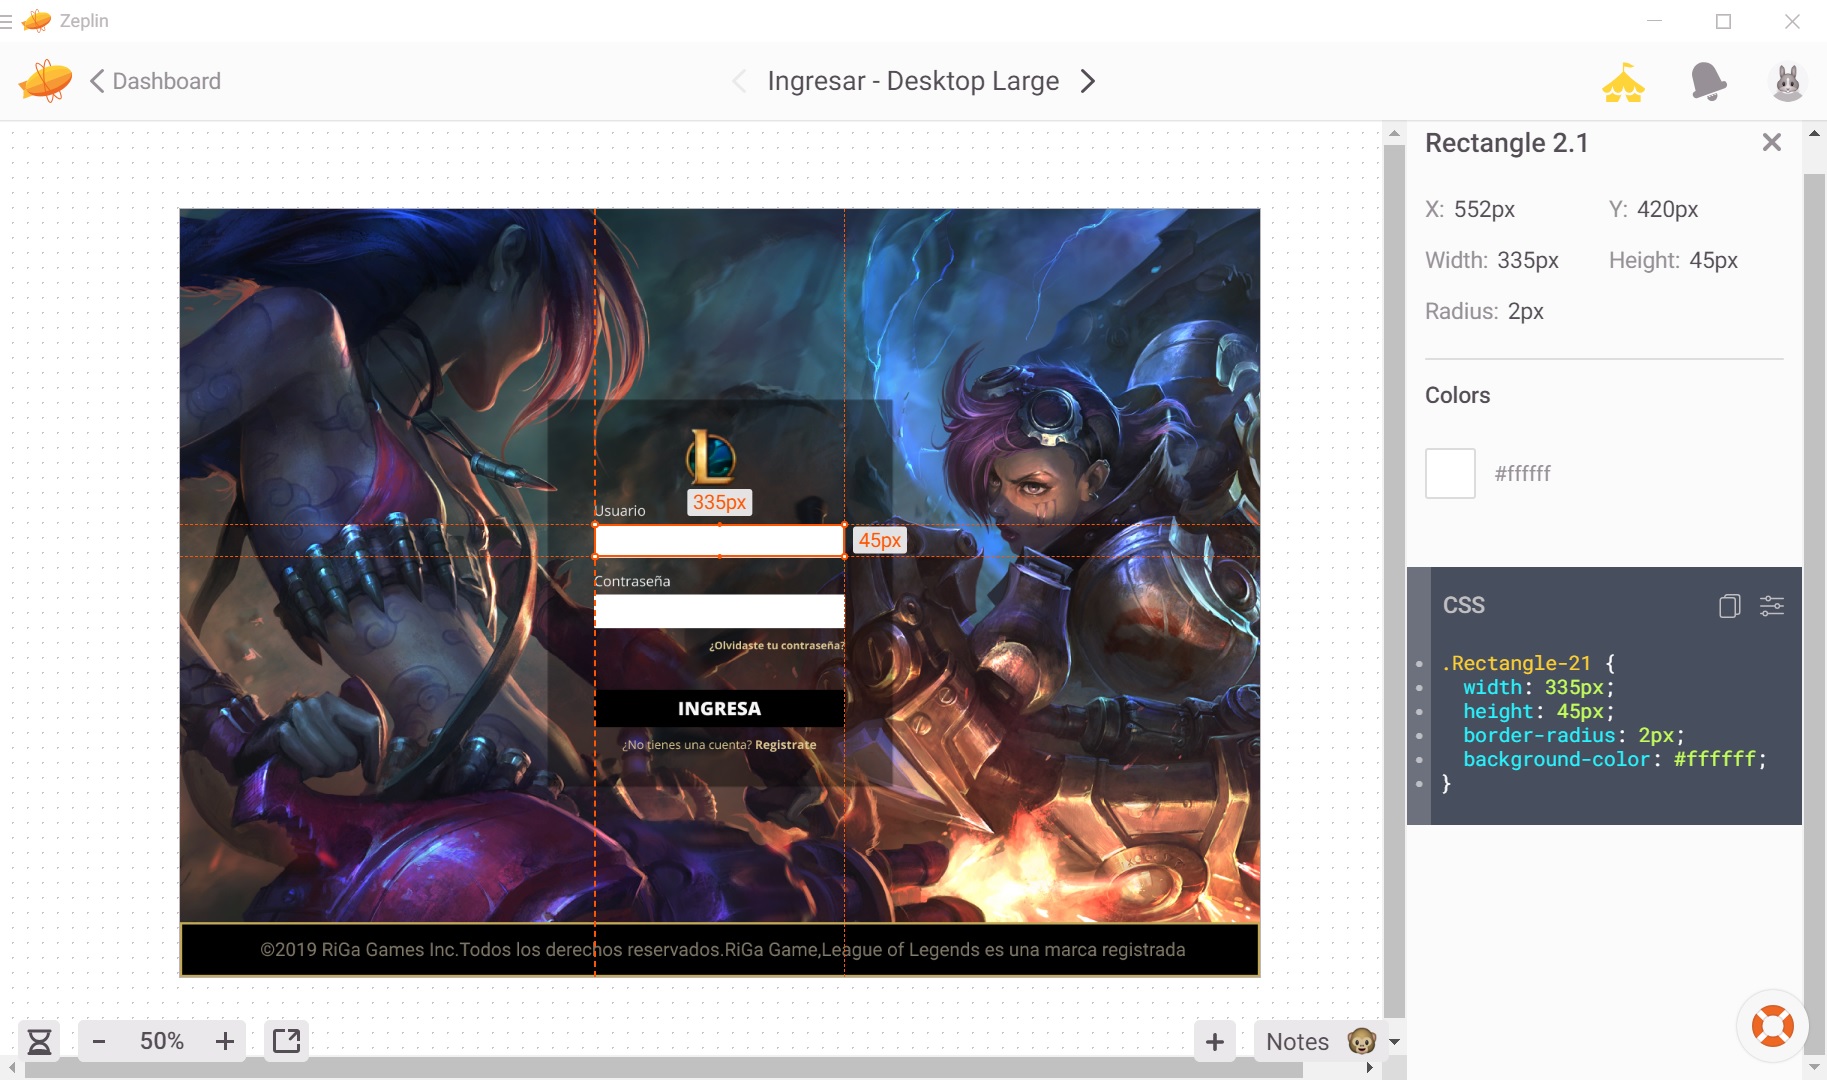 Zeplin
Dashboard
Ingresar - Desktop Large
Rectangle 2.1
X: 552px
Y: 420px
Width: 335px
Height: 45px
Radius: 2px
Colors
#ffffff
CSS
.Rectangle-21 {
width: 335px;
height: 45px;
border-radius: 2px;
background-color: #ffffff;
}
335px
Usuario
45px
Contraseña
¿Olvidaste tu contraseña?
INGRESA
¿No tienes una cuenta? Registrate
©2019 RiGa Games Inc.Todos los derechos reservados.RiGa Game,League of Legends es una marca registrada
50%
Notes